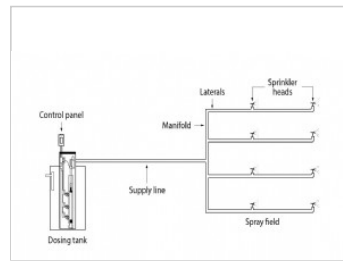 Sprinkler
heads
Laterals
Control panel
Manifold
Supply line
Spray field
Dosing tank